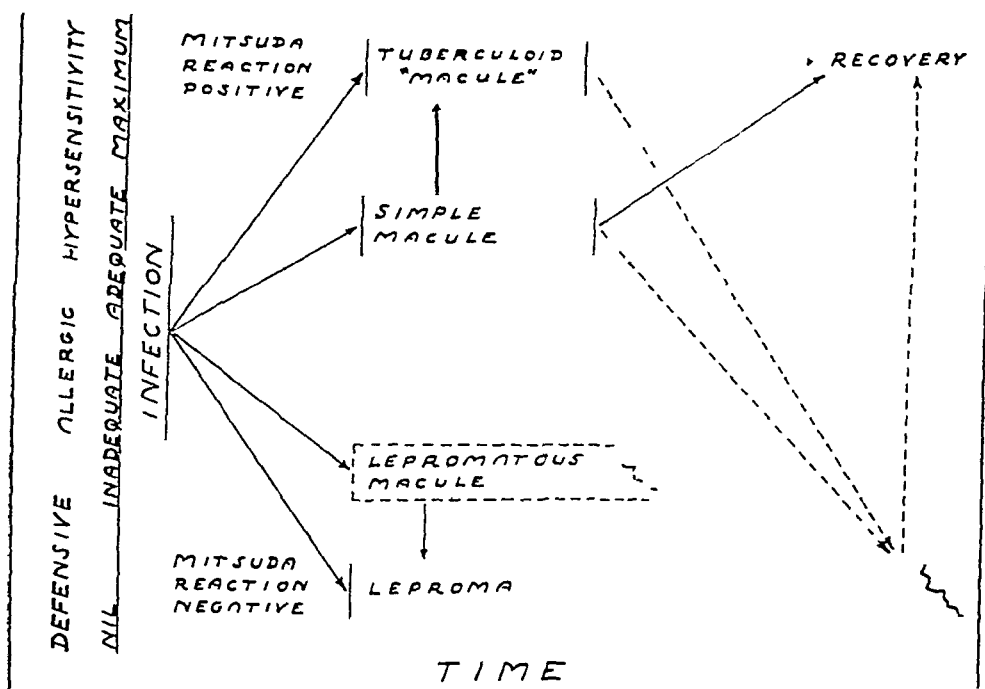 DEFENSIVE ALLERGIC HYPERSENSITIVITY
NIL INADEQUATE ADEQUATE MAXIMUM
INFECTION
MITSUDA
REACTION
POSITIVE
TUBERCULOID
"MACULE"
RECOVERY
SIMPLE
MACULE
LEPROMATOUS
MACULE
MITSUDA
REACTION
NEGATIVE
LEPROMA
TIME